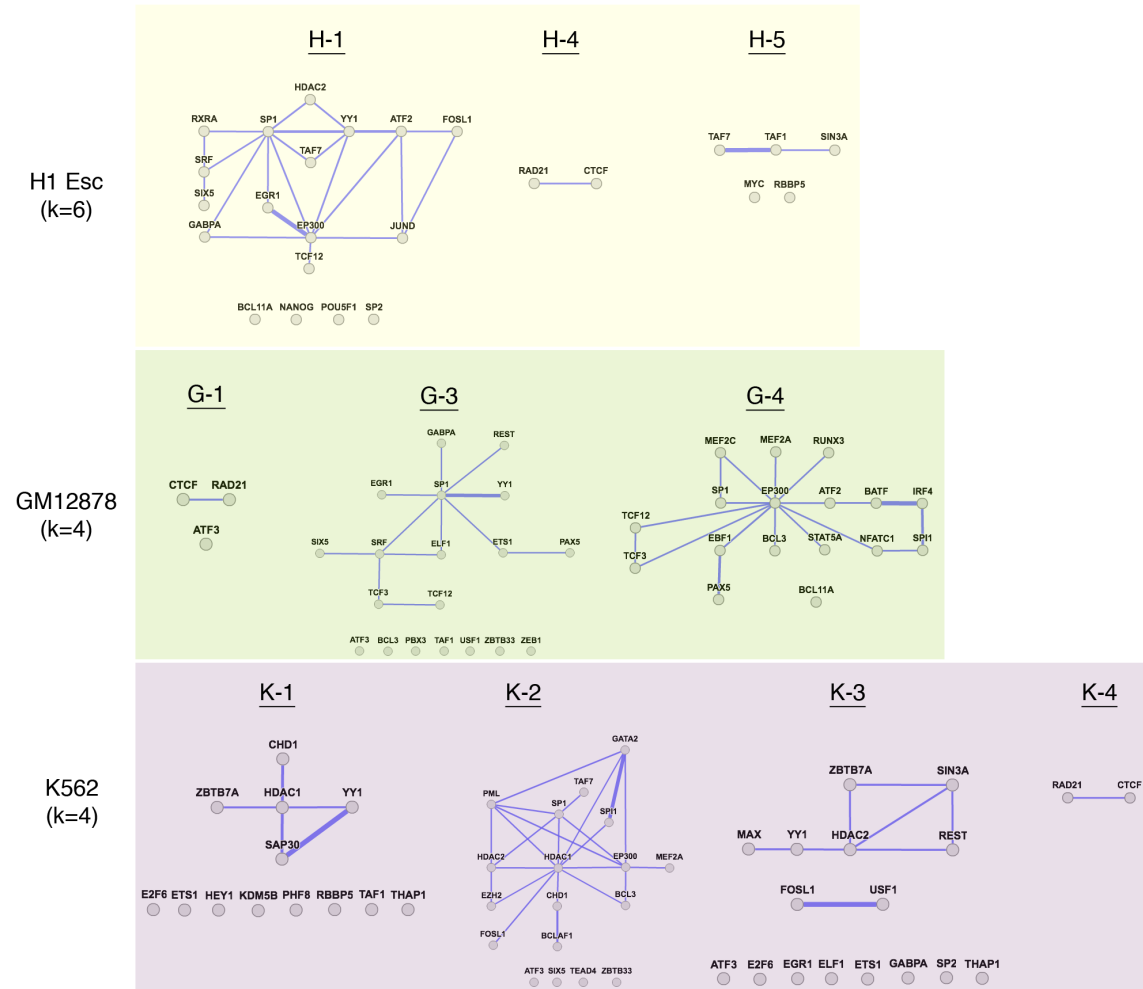 H-1 H-4 H-5
H1 Esc
(k=6)
HDAC2
RXRA SP1 YY1 ATF2 FOSL1
TAF7
SRF
SIX5
EGR1
GABPA EP300 JUND
TCF12
BCL11A NANOG POU5F1 SP2
RAD21 CTCF
TAF7 TAF1 SIN3A
MYC RBBP5
G-1 G-3 G-4
GM12878
(k=4)
CTCF RAD21
ATF3
GABPA REST
EGR1 SP1 YY1
SIX5 SRF ELF1 ETS1 PAX5
TCF3 TCF12
ATF3 BCL3 PBX3 TAF1 USF1 ZBTB33 ZEB1
MEF2C MEF2A RUNX3
SP1 EP300 ATF2 BATF IRF4
TCF12
TCF3 EBF1 BCL3 STAT5A NFATC1 SPI1
PAX5 BCL11A
K-1 K-2 K-3 K-4
K562
(k=4)
CHD1
ZBTB7A HDAC1 YY1
SAP30
E2F6 ETS1 HEY1 KDM5B PHF8 RBBP5 TAF1 THAP1
GATA2
TAF7
PML SP1 SPI1
HDAC2 HDAC1 EP300 MEF2A
EZH2 CHD1 BCL3
FOSL1 BCLAF1
ATF3 SIX5 TEAD4 ZBTB33
ZBTB7A SIN3A
MAX YY1 HDAC2 REST
FOSL1 USF1
ATF3 E2F6 EGR1 ELF1 ETS1 GABPA SP2 THAP1
RAD21 CTCF